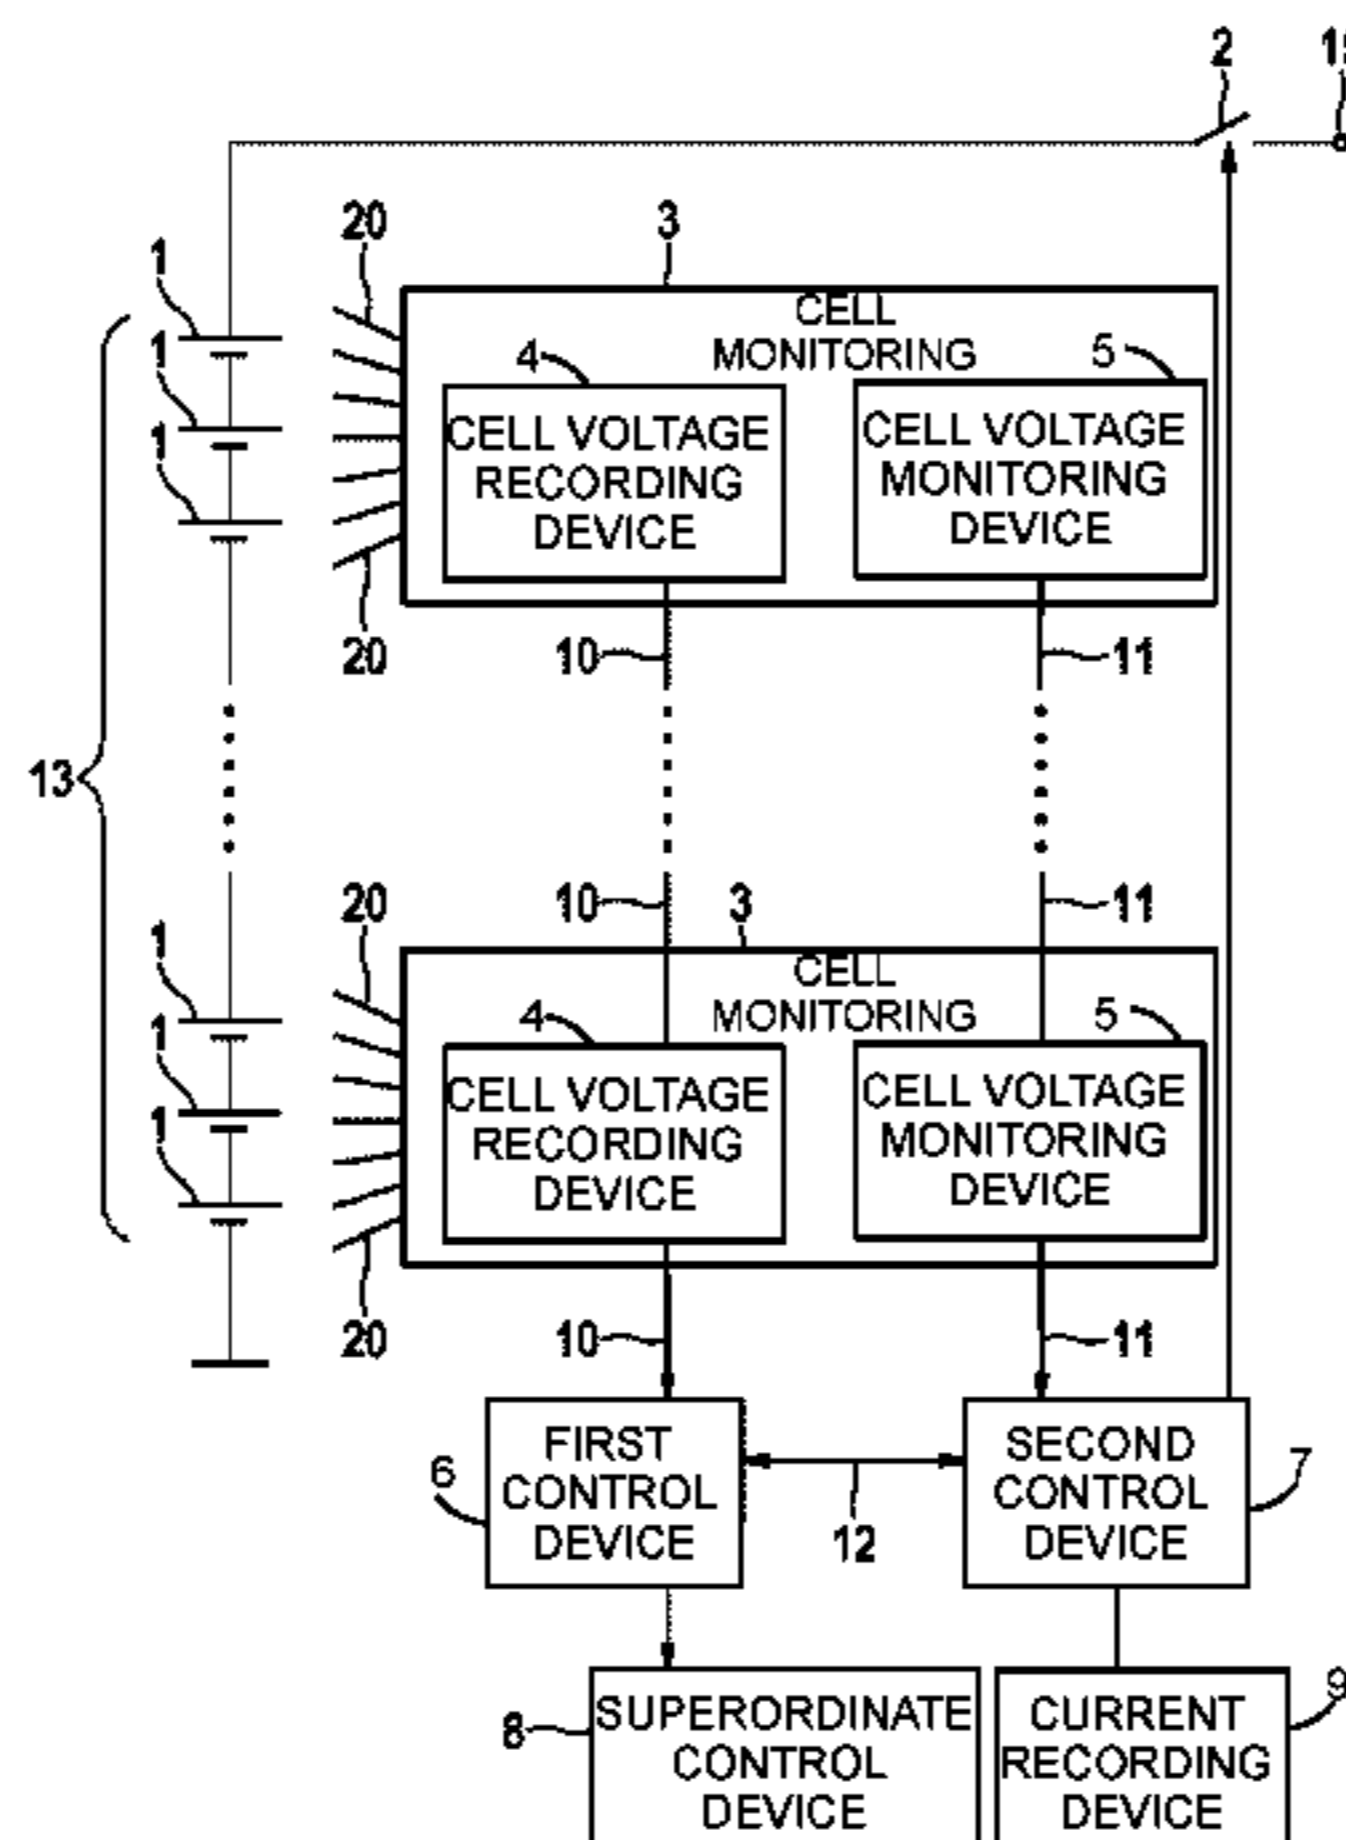 2
20
3
1
CELL
MONITORING
1
4
5
1
CELL VOLTAGE
RECORDING
DEVICE
CELL VOLTAGE
MONITORING
DEVICE
20
10
11
13
20
10
3
11
1
CELL
MONITORING
1
4
5
1
CELL VOLTAGE
RECORDING
DEVICE
CELL VOLTAGE
MONITORING
DEVICE
20
10
11
6
FIRST
CONTROL
DEVICE
12
SECOND
CONTROL
DEVICE
7
8
SUPERORDINATE
CONTROL
DEVICE
CURRENT
RECORDING
DEVICE
9